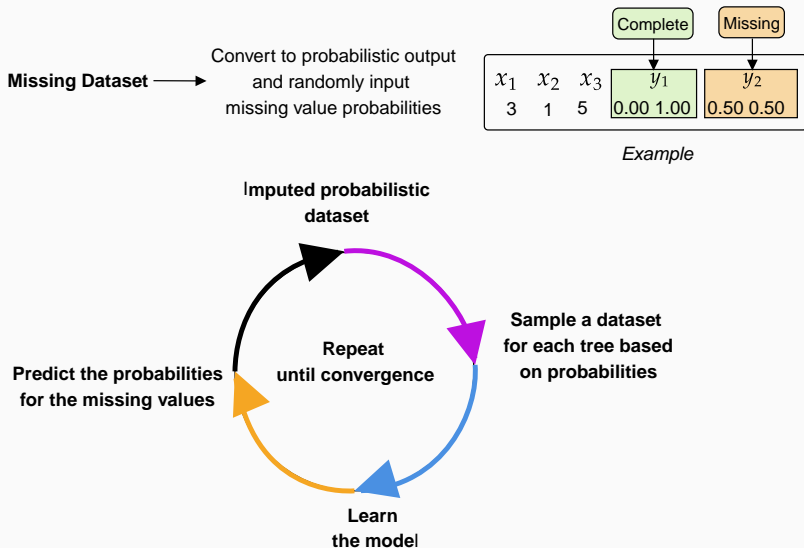 Complete Missing
Missing Dataset
Convert to probabilistic output
and randomly input
missing value probabilities
x₁ x₂ x₃ y₁ y₂
3 1 5 0.00 1.00 0.50 0.50
Example
Imputed probabilistic
dataset
Sample a dataset
for each tree based
on probabilities
Repeat
until convergence
Predict the probabilities
for the missing values
Learn
the model